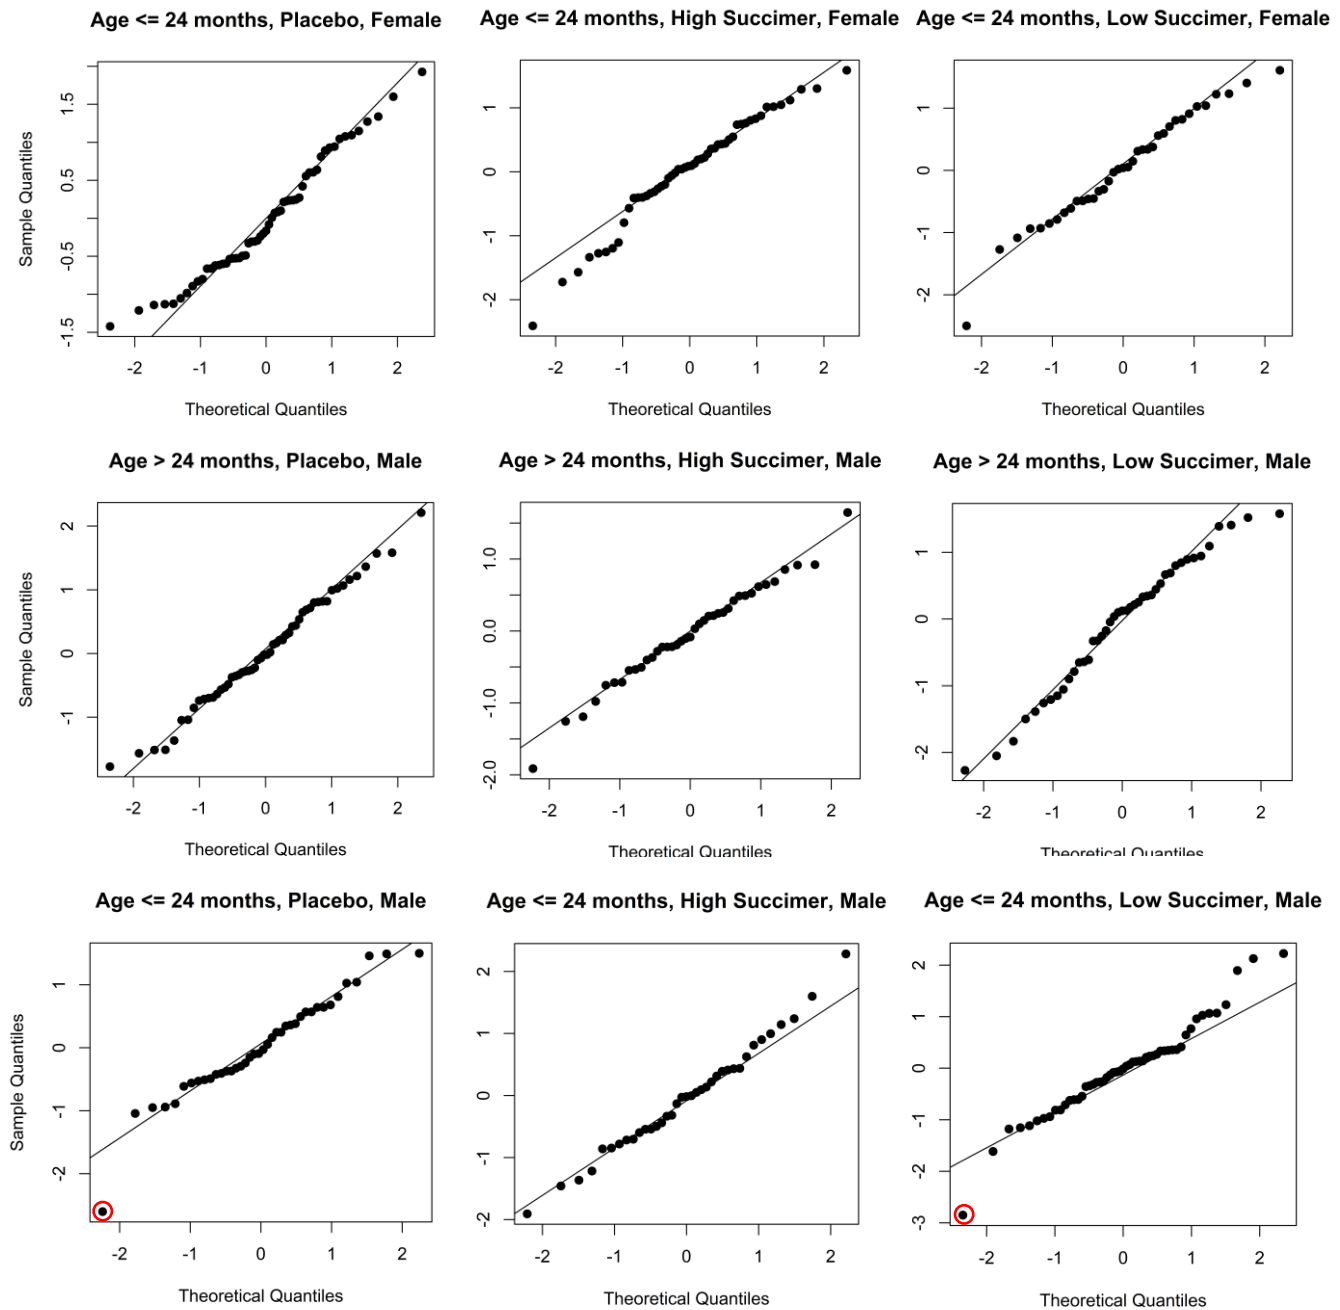 Age <= 24 months, Placebo, Female
Age <= 24 months, High Succimer, Female
Age <= 24 months, Low Succimer, Female
Sample Quantiles
1.5
0.5
-0.5
-1.5
-2 -1 0 1 2
Theoretical Quantiles
1
0
-1
-2
-2 -1 0 1 2
Theoretical Quantiles
1
0
-1
-2
-2 -1 0 1 2
Theoretical Quantiles
Age > 24 months, Placebo, Male
Age > 24 months, High Succimer, Male
Age > 24 months, Low Succimer, Male
Sample Quantiles
2
1
0
-1
-2 -1 0 1 2
Theoretical Quantiles
1.0
0.0
-1.0
-2.0
-2 -1 0 1 2
Theoretical Quantiles
1
0
-1
-2
-2 -1 0 1 2
Theoretical Quantiles
Age <= 24 months, Placebo, Male
Age <= 24 months, High Succimer, Male
Age <= 24 months, Low Succimer, Male
Sample Quantiles
1
0
-1
-2
-2 -1 0 1 2
Theoretical Quantiles
2
1
0
-1
-2
-2 -1 0 1 2
Theoretical Quantiles
2
1
0
-1
-2
-3
-2 -1 0 1 2
Theoretical Quantiles